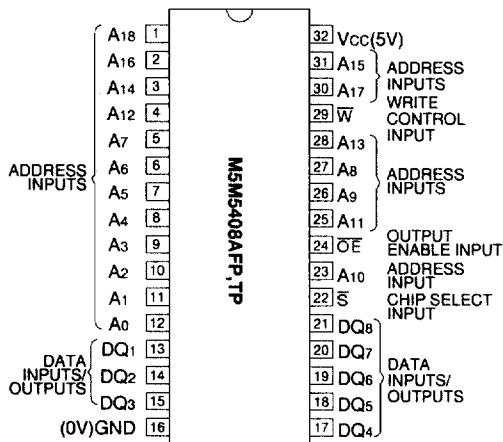 A18 1
A16 2
A14 3
A12 4
A7 5
A6 6
A5 7
A4 8
A3 9
A2 10
A1 11
A0 12
DQ1 13
DQ2 14
DQ3 15
(0V)GND 16
ADDRESS
INPUTS
DATA
INPUTS/
OUTPUTS
M5M5408AFP,TP
32 VCC(5V)
31 A15
30 A17
ADDRESS
INPUTS
29 W̅
WRITE
CONTROL
INPUT
28 A13
27 A8
26 A9
25 A11
ADDRESS
INPUTS
24 O̅E̅
OUTPUT
ENABLE INPUT
23 A10
ADDRESS
INPUT
22 S̅
CHIP SELECT
INPUT
21 DQ8
20 DQ7
19 DQ6
18 DQ5
17 DQ4
DATA
INPUTS/
OUTPUTS